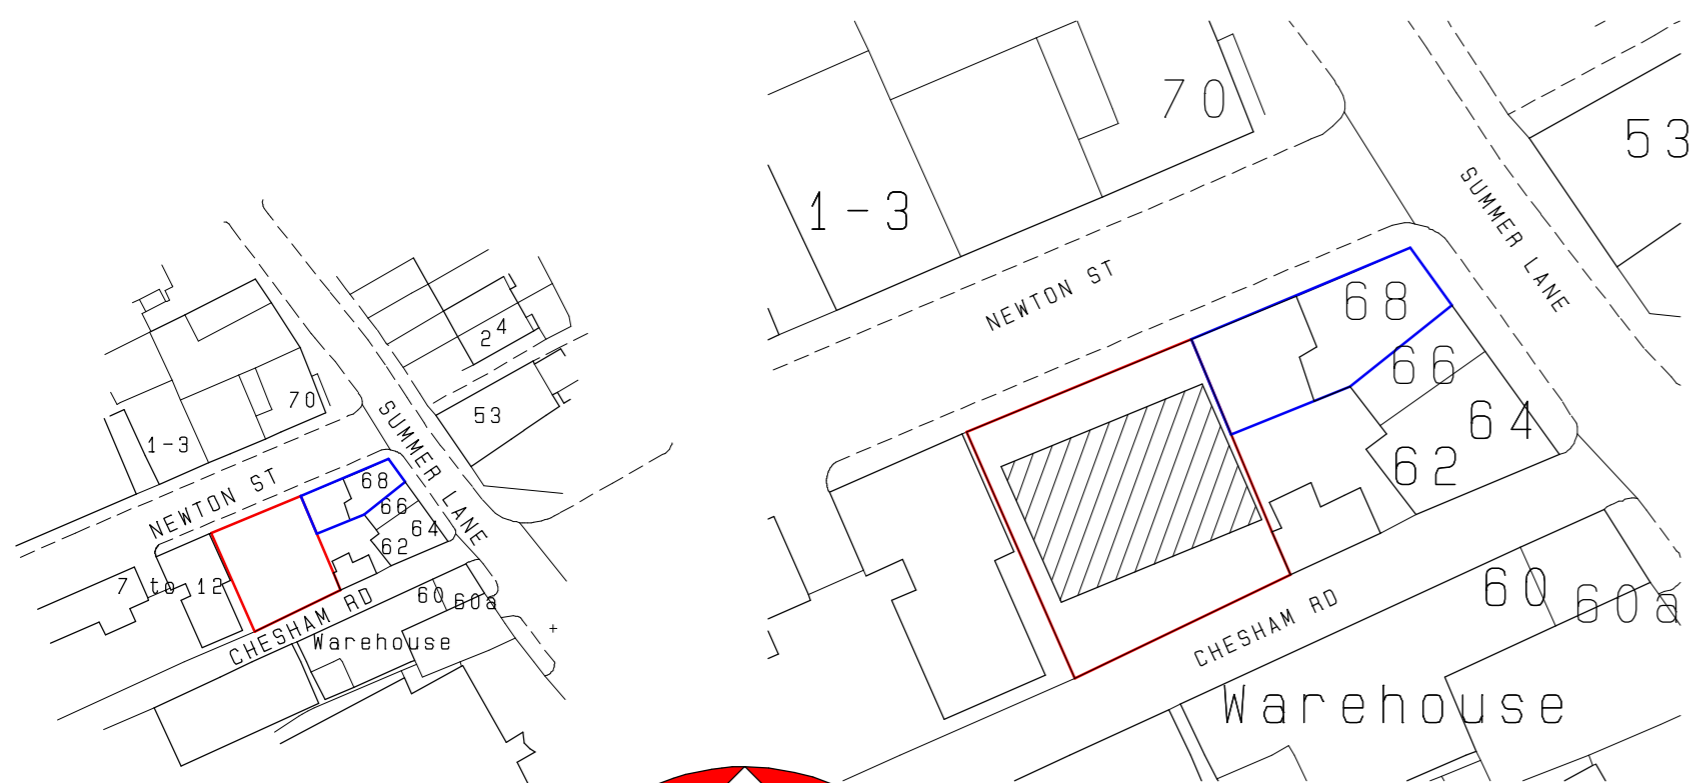 24
70
53
1-3
NEWTON ST
SUMMER LANE
68
66
64
62
7 to 12
60
60a
CHESHAM RD
Warehouse
70
53
1-3
SUMMER LANE
NEWTON ST
68
66
64
62
60
60a
CHESHAM RD
Warehouse